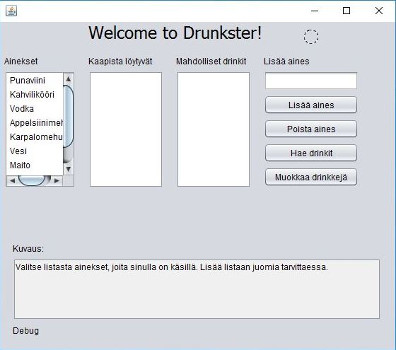 Welcome to Drunkster!
Ainekset
Kaapista löytyvät
Mahdolliset drinkit
Lisää aines
Punaviini
Kahvilikööri
Vodka
Appelsiinimeh
Karpalomehu
Vesi
Maito
Lisää aines
Poista aines
Hae drinkit
Muokkaa drinkkejä
Kuvaus:
Valitse listasta ainekset, joita sinulla on käsillä. Lisää listaan juomia tarvittaessa.
Debug